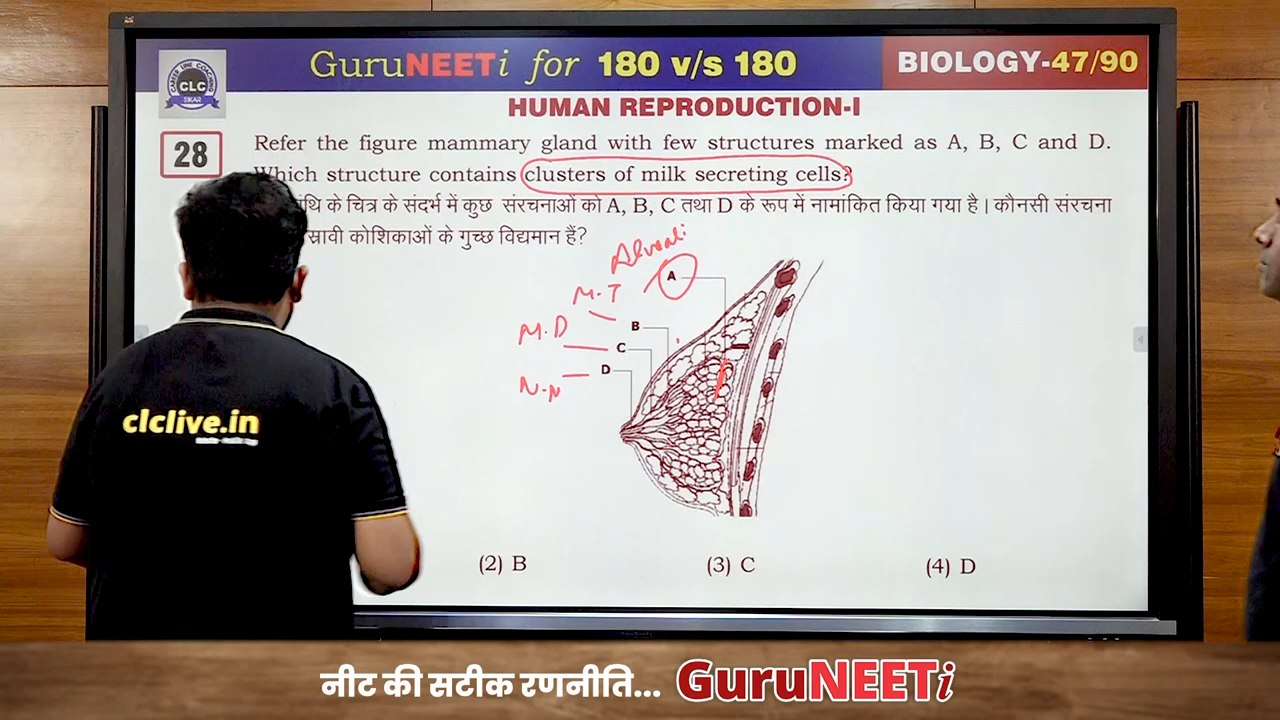 GuruNEETi for 180 v/s 180
BIOLOGY-47/90
CLC
SIKAR
HUMAN REPRODUCTION-I
28
Refer the figure mammary gland with few structures marked as A, B, C and D.
Which structure contains clusters of milk secreting cells?
के चित्र के संदर्भ में कुछ संरचनाओं को A, B, C तथा D के रूप में नामांकित किया गया है। कौनसी संरचना
कोशिकाओं के गुच्छ विद्यमान हैं?
Alveoli
A
M.T
B
M.D
C
D
N.N
(2) B
(3) C
(4) D
clclive.in
नीट की सटीक रणनीति... GuruNEETi